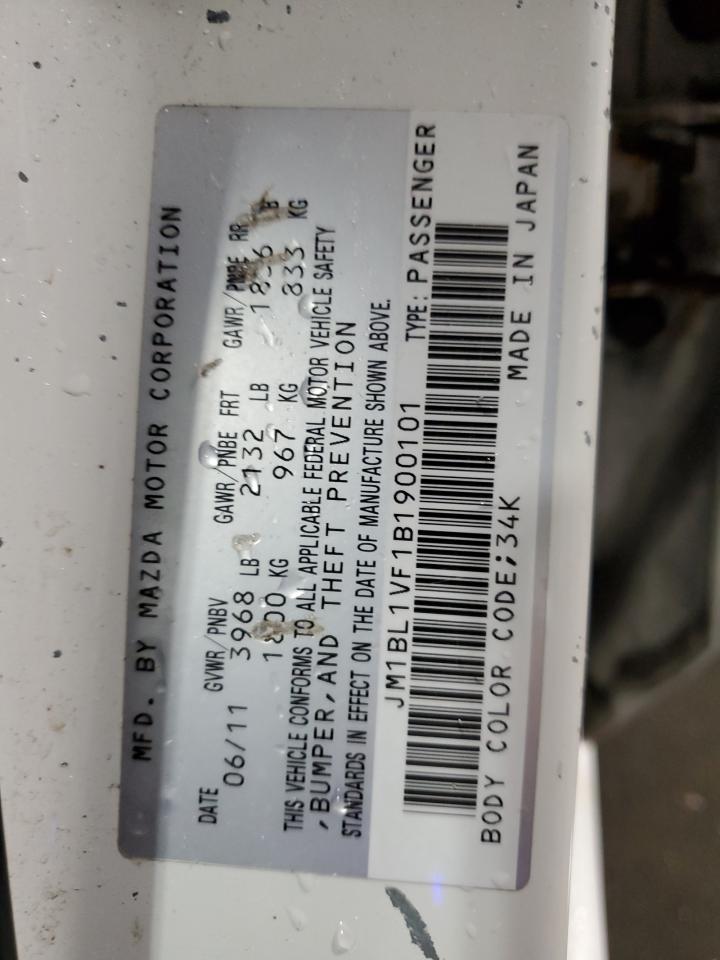 MFD. BY MAZDA MOTOR CORPORATION
DATE GVWR/PNBV GAWR/PNBE FRT GAWR/PNBE RR
06/11 3968 LB 2132 LB
KG 967 KG 833 KG
THIS VEHICLE CONFORMS TO ALL APPLICABLE FEDERAL MOTOR VEHICLE SAFETY
,BUMPER,AND THEFT PREVENTION
STANDARDS IN EFFECT ON THE DATE OF MANUFACTURE SHOWN ABOVE.
JM1BL1VF1B1900101 TYPE: PASSENGER
BODY COLOR CODE;34K MADE IN JAPAN